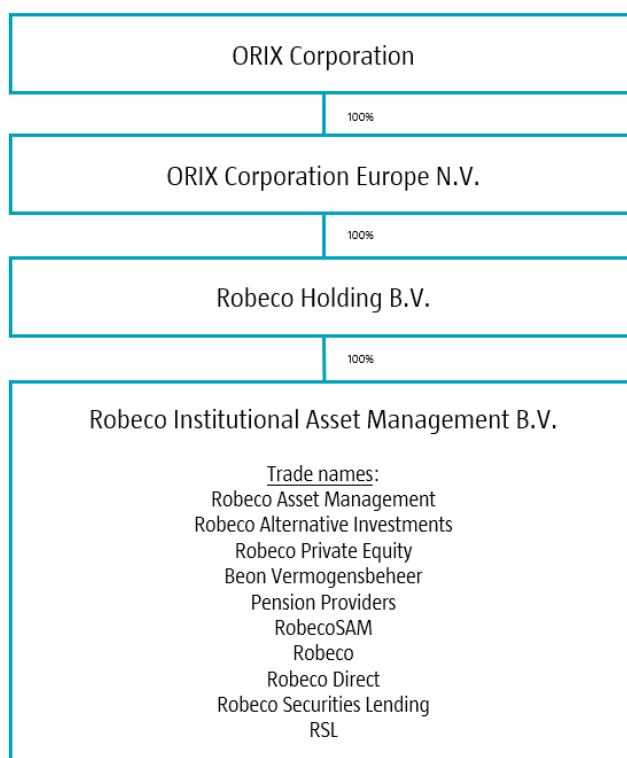 ORIX Corporation
100%
ORIX Corporation Europe N.V.
100%
Robeco Holding B.V.
100%
Robeco Institutional Asset Management B.V.
Trade names:
Robeco Asset Management
Robeco Alternative Investments
Robeco Private Equity
Beon Vermogensbeheer
Pension Providers
RobecoSAM
Robeco
Robeco Direct
Robeco Securities Lending
RSL